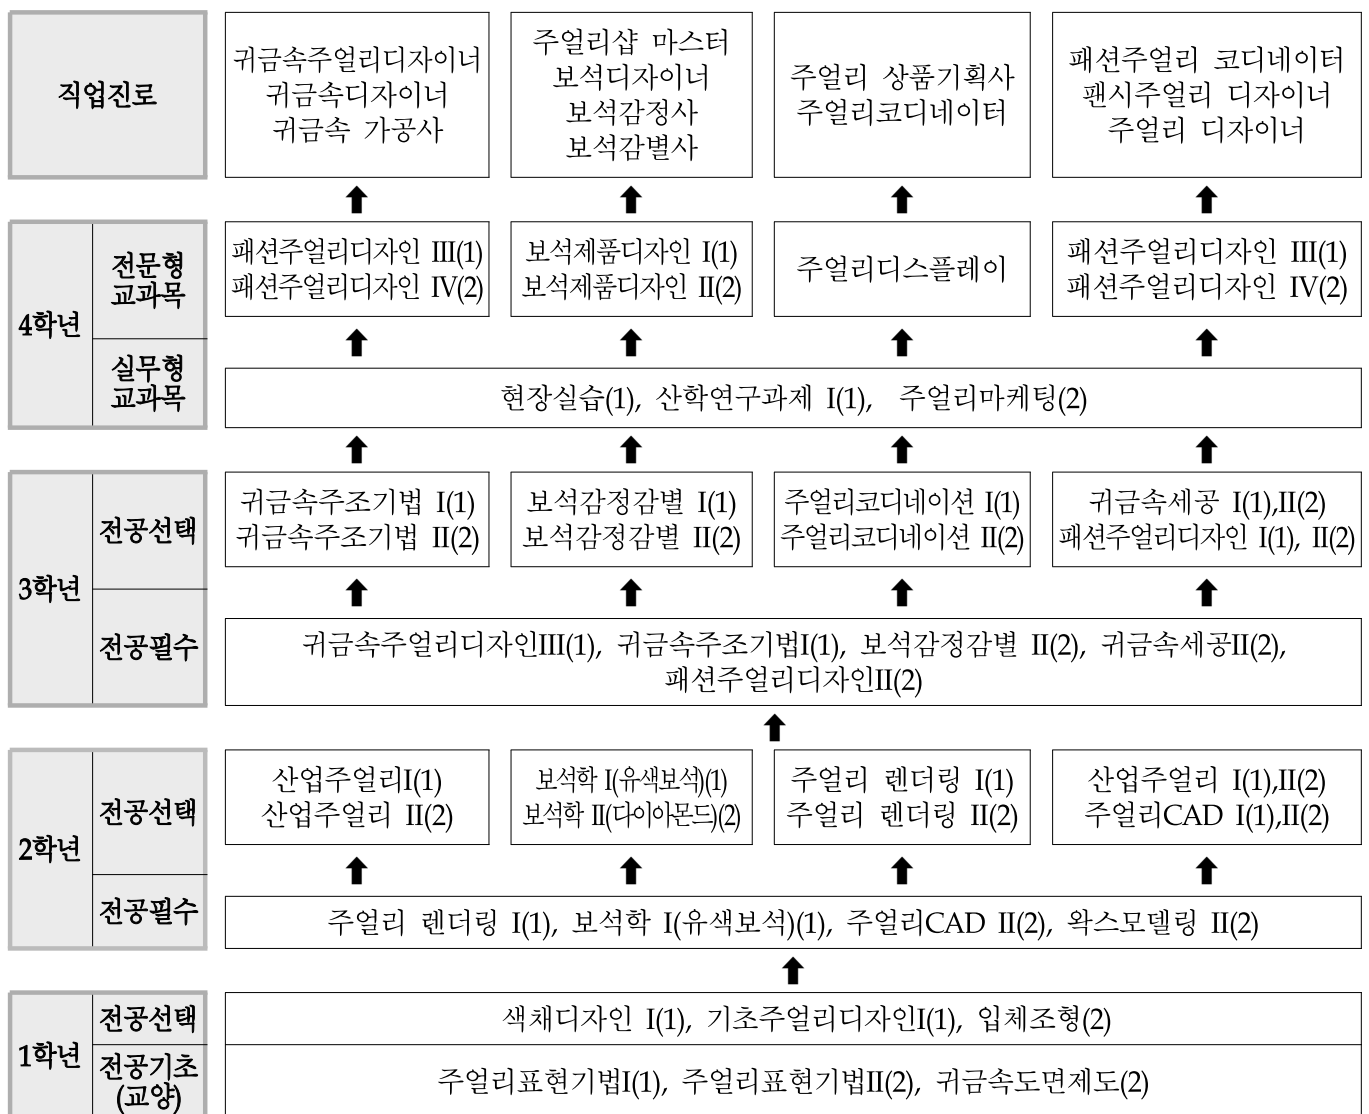 직업진로
귀금속주얼리디자이너
귀금속디자이너
귀금속 가공사
주얼리샵 마스터
보석디자이너
보석감정사
보석감별사
주얼리 상품기획사
주얼리코디네이터
패션주얼리 코디네이터
팬시주얼리 디자이너
주얼리 디자이너
4학년
전문형
교과목
패션주얼리디자인 III(1)
패션주얼리디자인 IV(2)
보석제품디자인 I(1)
보석제품디자인 II(2)
주얼리디스플레이
패션주얼리디자인 III(1)
패션주얼리디자인 IV(2)
실무형
교과목
현장실습(1), 산학연구과제 I(1), 주얼리마케팅(2)
3학년
전공선택
귀금속주조기법 I(1)
귀금속주조기법 II(2)
보석감정감별 I(1)
보석감정감별 II(2)
주얼리코디네이션 I(1)
주얼리코디네이션 II(2)
귀금속세공 I(1),II(2)
패션주얼리디자인 I(1), II(2)
전공필수
귀금속주얼리디자인III(1), 귀금속주조기법I(1), 보석감정감별 II(2), 귀금속세공II(2),
패션주얼리디자인II(2)
2학년
전공선택
산업주얼리I(1)
산업주얼리 II(2)
보석학 I(유색보석)(1)
보석학 II(다이아몬드)(2)
주얼리 렌더링 I(1)
주얼리 렌더링 II(2)
산업주얼리 I(1),II(2)
주얼리CAD I(1),II(2)
전공필수
주얼리 렌더링 I(1), 보석학 I(유색보석)(1), 주얼리CAD II(2), 왁스모델링 II(2)
1학년
전공선택
색채디자인 I(1), 기초주얼리디자인I(1), 입체조형(2)
전공기초
(교양)
주얼리표현기법I(1), 주얼리표현기법II(2), 귀금속도면제도(2)